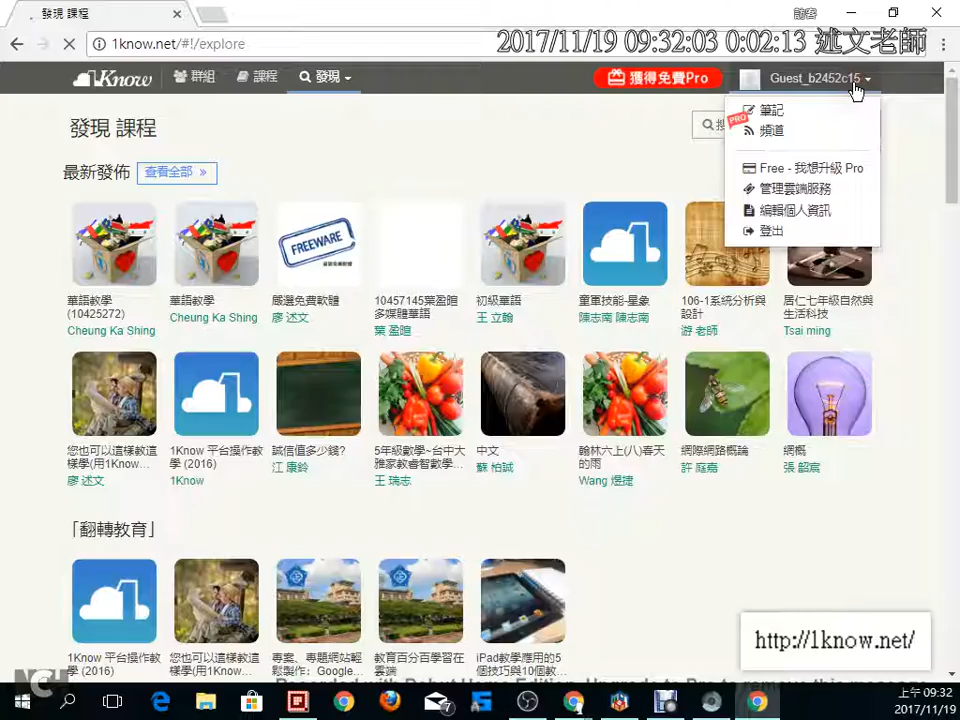 發現 課程
訪客
1know.net/#!/explore
2017/11/19 09:32:03 0:02:13 述文老師
1Know
群組
課程
發現
獲得免費Pro
Guest_b2452c15
筆記
PRO
頻道
Free - 我想升級 Pro
管理雲端服務
編輯個人資訊
登出
發現 課程
最新發佈
查看全部 »
FREEWARE
華語教學
(10425272)
Cheung Ka Shing
華語教學
Cheung Ka Shing
嚴選免費軟體
廖 述文
10457145葉盈暄
多媒體華語
葉 盈暄
初級華語
王 立翰
童軍技能-星象
陳志南 陳志南
106-1系統分析與
設計
游 老師
居仁七年級自然與
生活科技
Tsai ming
您也可以這樣教這
樣學(用1Know...
廖 述文
1Know 平台操作教
學 (2016)
1Know
誠信值多少錢?
江 康鈴
5年級數學~台中大
雅家教睿智數學...
王 瑞志
中文
蘇 柏誠
翰林六上(八)春天
的雨
Wang 煜捷
網際網路概論
許 庭嘉
網概
張 韶宸
「翻轉教育」
1Know 平台操作教
學 (2016)
您也可以這樣教這
樣學(用1Know...
專案、專題網站輕
鬆製作：Google...
教育百分百學習在
雲端
iPad教學應用的5
個技巧與10個教...
http://1know.net/
NCH
上午 09:32
2017/11/19